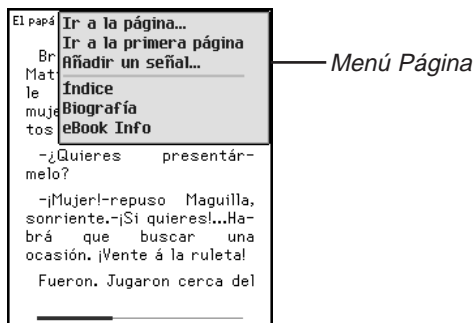 El papá
Ir a la página...
Ir a la primera página
Añadir un señal...
Índice
Biografía
eBook Info
Menú Página
Br
Mat
le
muje
tos
-¿Quieres presentár-
melo?
-¡Mujer!-repuso Maguilla,
sonriente.-¡Si quieres!...Ha-
brá que buscar una
ocasión. ¡Vente á la ruleta!
Fueron. Jugaron cerca del